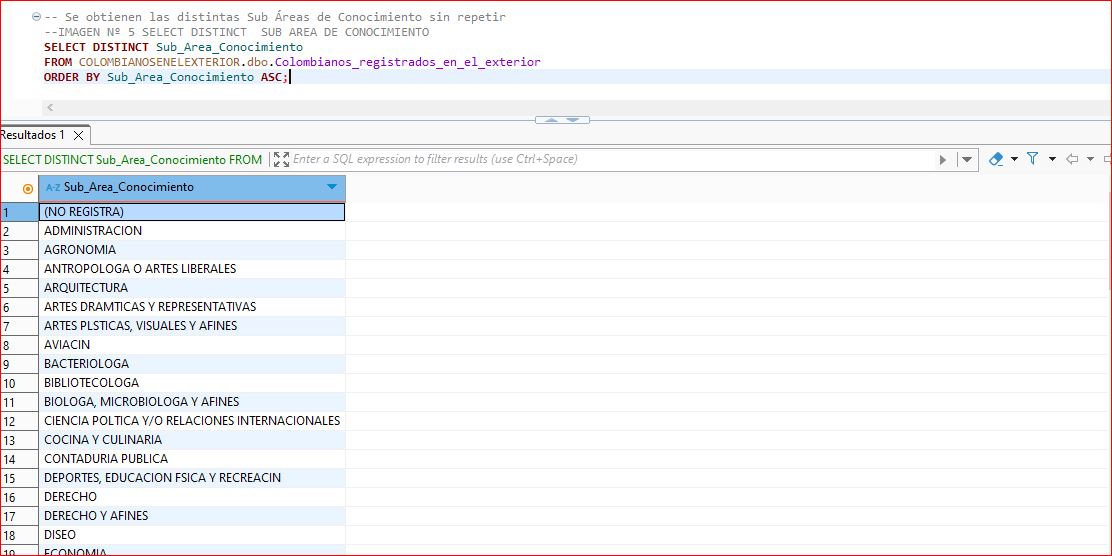 -- Se obtienen las distintas Sub Áreas de Conocimiento sin repetir
--IMAGEN Nº 5 SELECT DISTINCT  SUB AREA DE CONOCIMIENTO
SELECT DISTINCT Sub_Area_Conocimiento
FROM COLOMBIANOSENELEXTERIOR.dbo.Colombianos_registrados_en_el_exterior
ORDER BY Sub_Area_Conocimiento ASC;
Resultados 1
SELECT DISTINCT Sub_Area_Conocimiento FROM Enter a SQL expression to filter results (use Ctrl+Space)
A-Z Sub_Area_Conocimiento
1 (NO REGISTRA)
2 ADMINISTRACION
3 AGRONOMIA
4 ANTROPOLOGA O ARTES LIBERALES
5 ARQUITECTURA
6 ARTES DRAMTICAS Y REPRESENTATIVAS
7 ARTES PLSTICAS, VISUALES Y AFINES
8 AVIACIN
9 BACTERIOLOGA
10 BIBLIOTECOLOGA
11 BIOLOGA, MICROBIOLOGA Y AFINES
12 CIENCIA POLTICA Y/O RELACIONES INTERNACIONALES
13 COCINA Y CULINARIA
14 CONTADURIA PUBLICA
15 DEPORTES, EDUCACION FSICA Y RECREACIN
16 DERECHO
17 DERECHO Y AFINES
18 DISEO
19 ECONOMIA